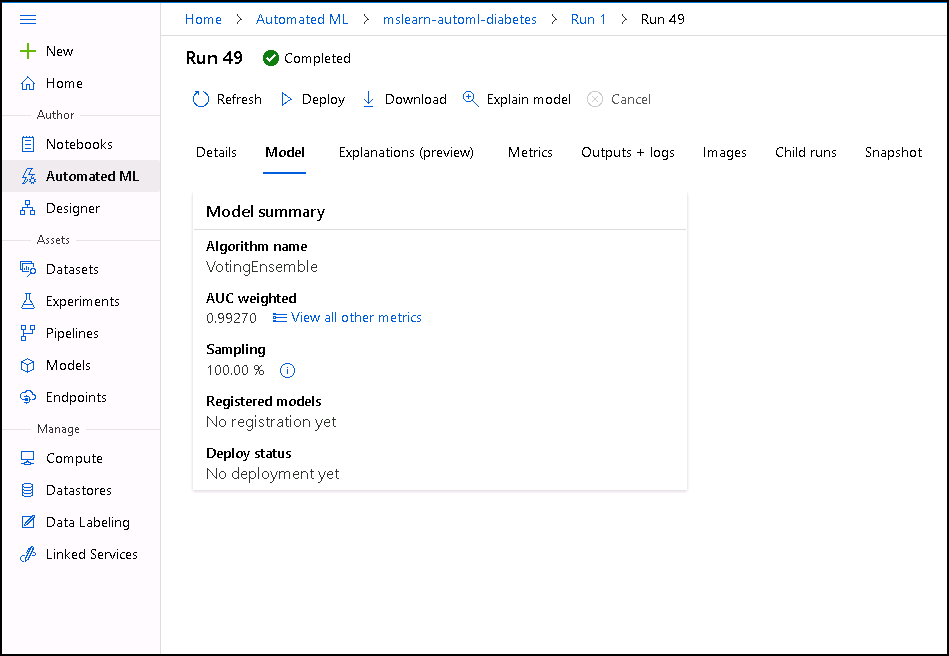 Home > Automated ML > mslearn-automl-diabetes > Run 1 > Run 49
New
Home
Author
Notebooks
Automated ML
Designer
Assets
Datasets
Experiments
Pipelines
Models
Endpoints
Manage
Compute
Datastores
Data Labeling
Linked Services
Run 49 Completed
Refresh Deploy Download Explain model Cancel
Details Model Explanations (preview) Metrics Outputs + logs Images Child runs Snapshot
Model summary
Algorithm name
VotingEnsemble
AUC weighted
0.99270 View all other metrics
Sampling
100.00 %
Registered models
No registration yet
Deploy status
No deployment yet